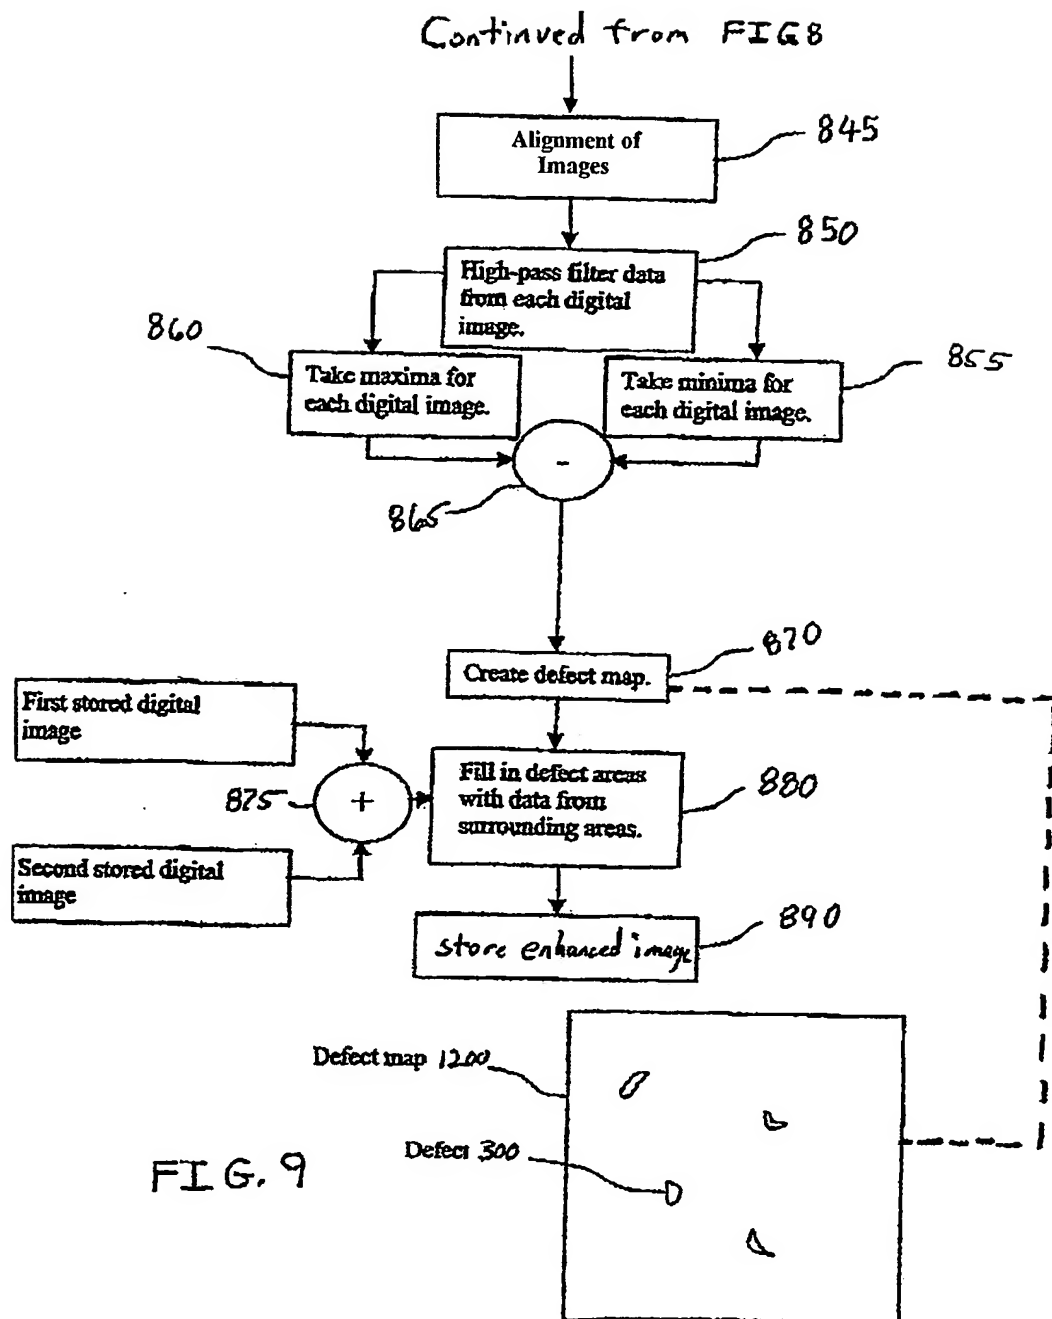 Continued from FIG 8
Alignment of
Images
845
High-pass filter data
from each digital
image.
850
860
Take maxima for
each digital image.
Take minima for
each digital image.
855
-
865
Create defect map.
870
First stored digital
image
875
+
Second stored digital
image
Fill in defect areas
with data from
surrounding areas.
880
store enhanced image
890
Defect map 1200
Defect 300
FIG. 9